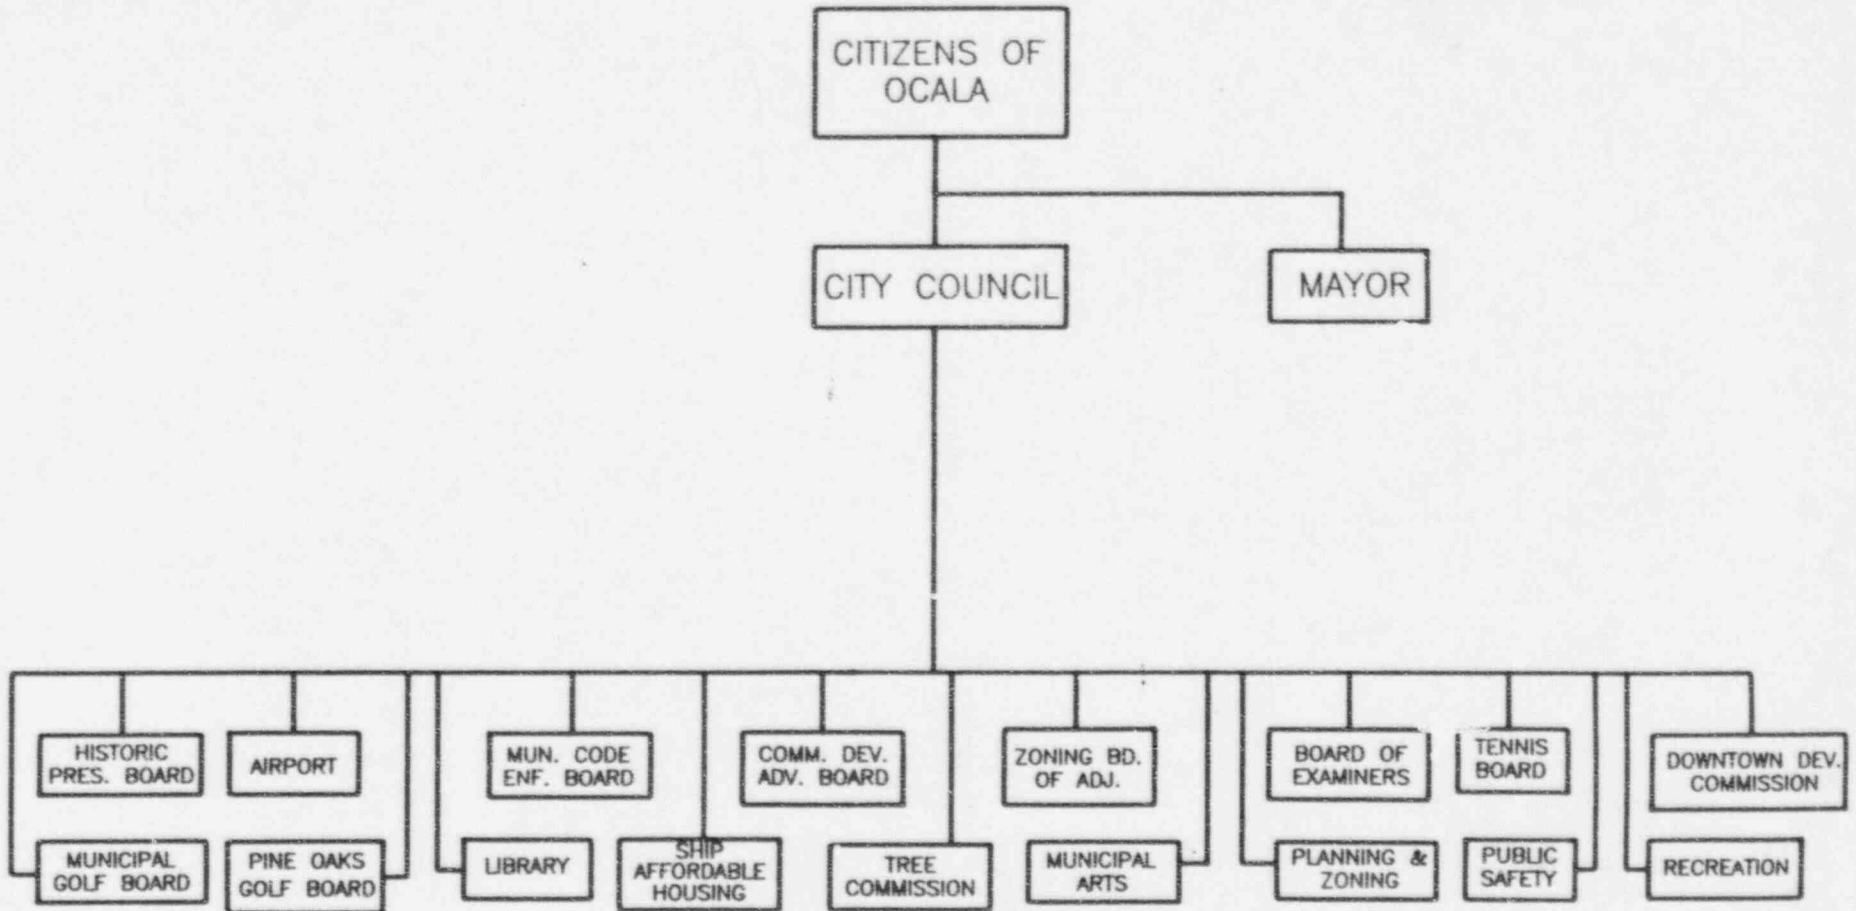 CITIZENS OF
OCALA
CITY COUNCIL
MAYOR
HISTORIC
PRES. BOARD
AIRPORT
MUN. CODE
ENF. BOARD
COMM. DEV.
ADV. BOARD
ZONING BD.
OF ADJ.
BOARD OF
EXAMINERS
TENNIS
BOARD
DOWNTOWN DEV.
COMMISSION
MUNICIPAL
GOLF BOARD
PINE OAKS
GOLF BOARD
LIBRARY
SHIP
AFFORDABLE
HOUSING
TREE
COMMISSION
MUNICIPAL
ARTS
PLANNING &
ZONING
PUBLIC
SAFETY
RECREATION